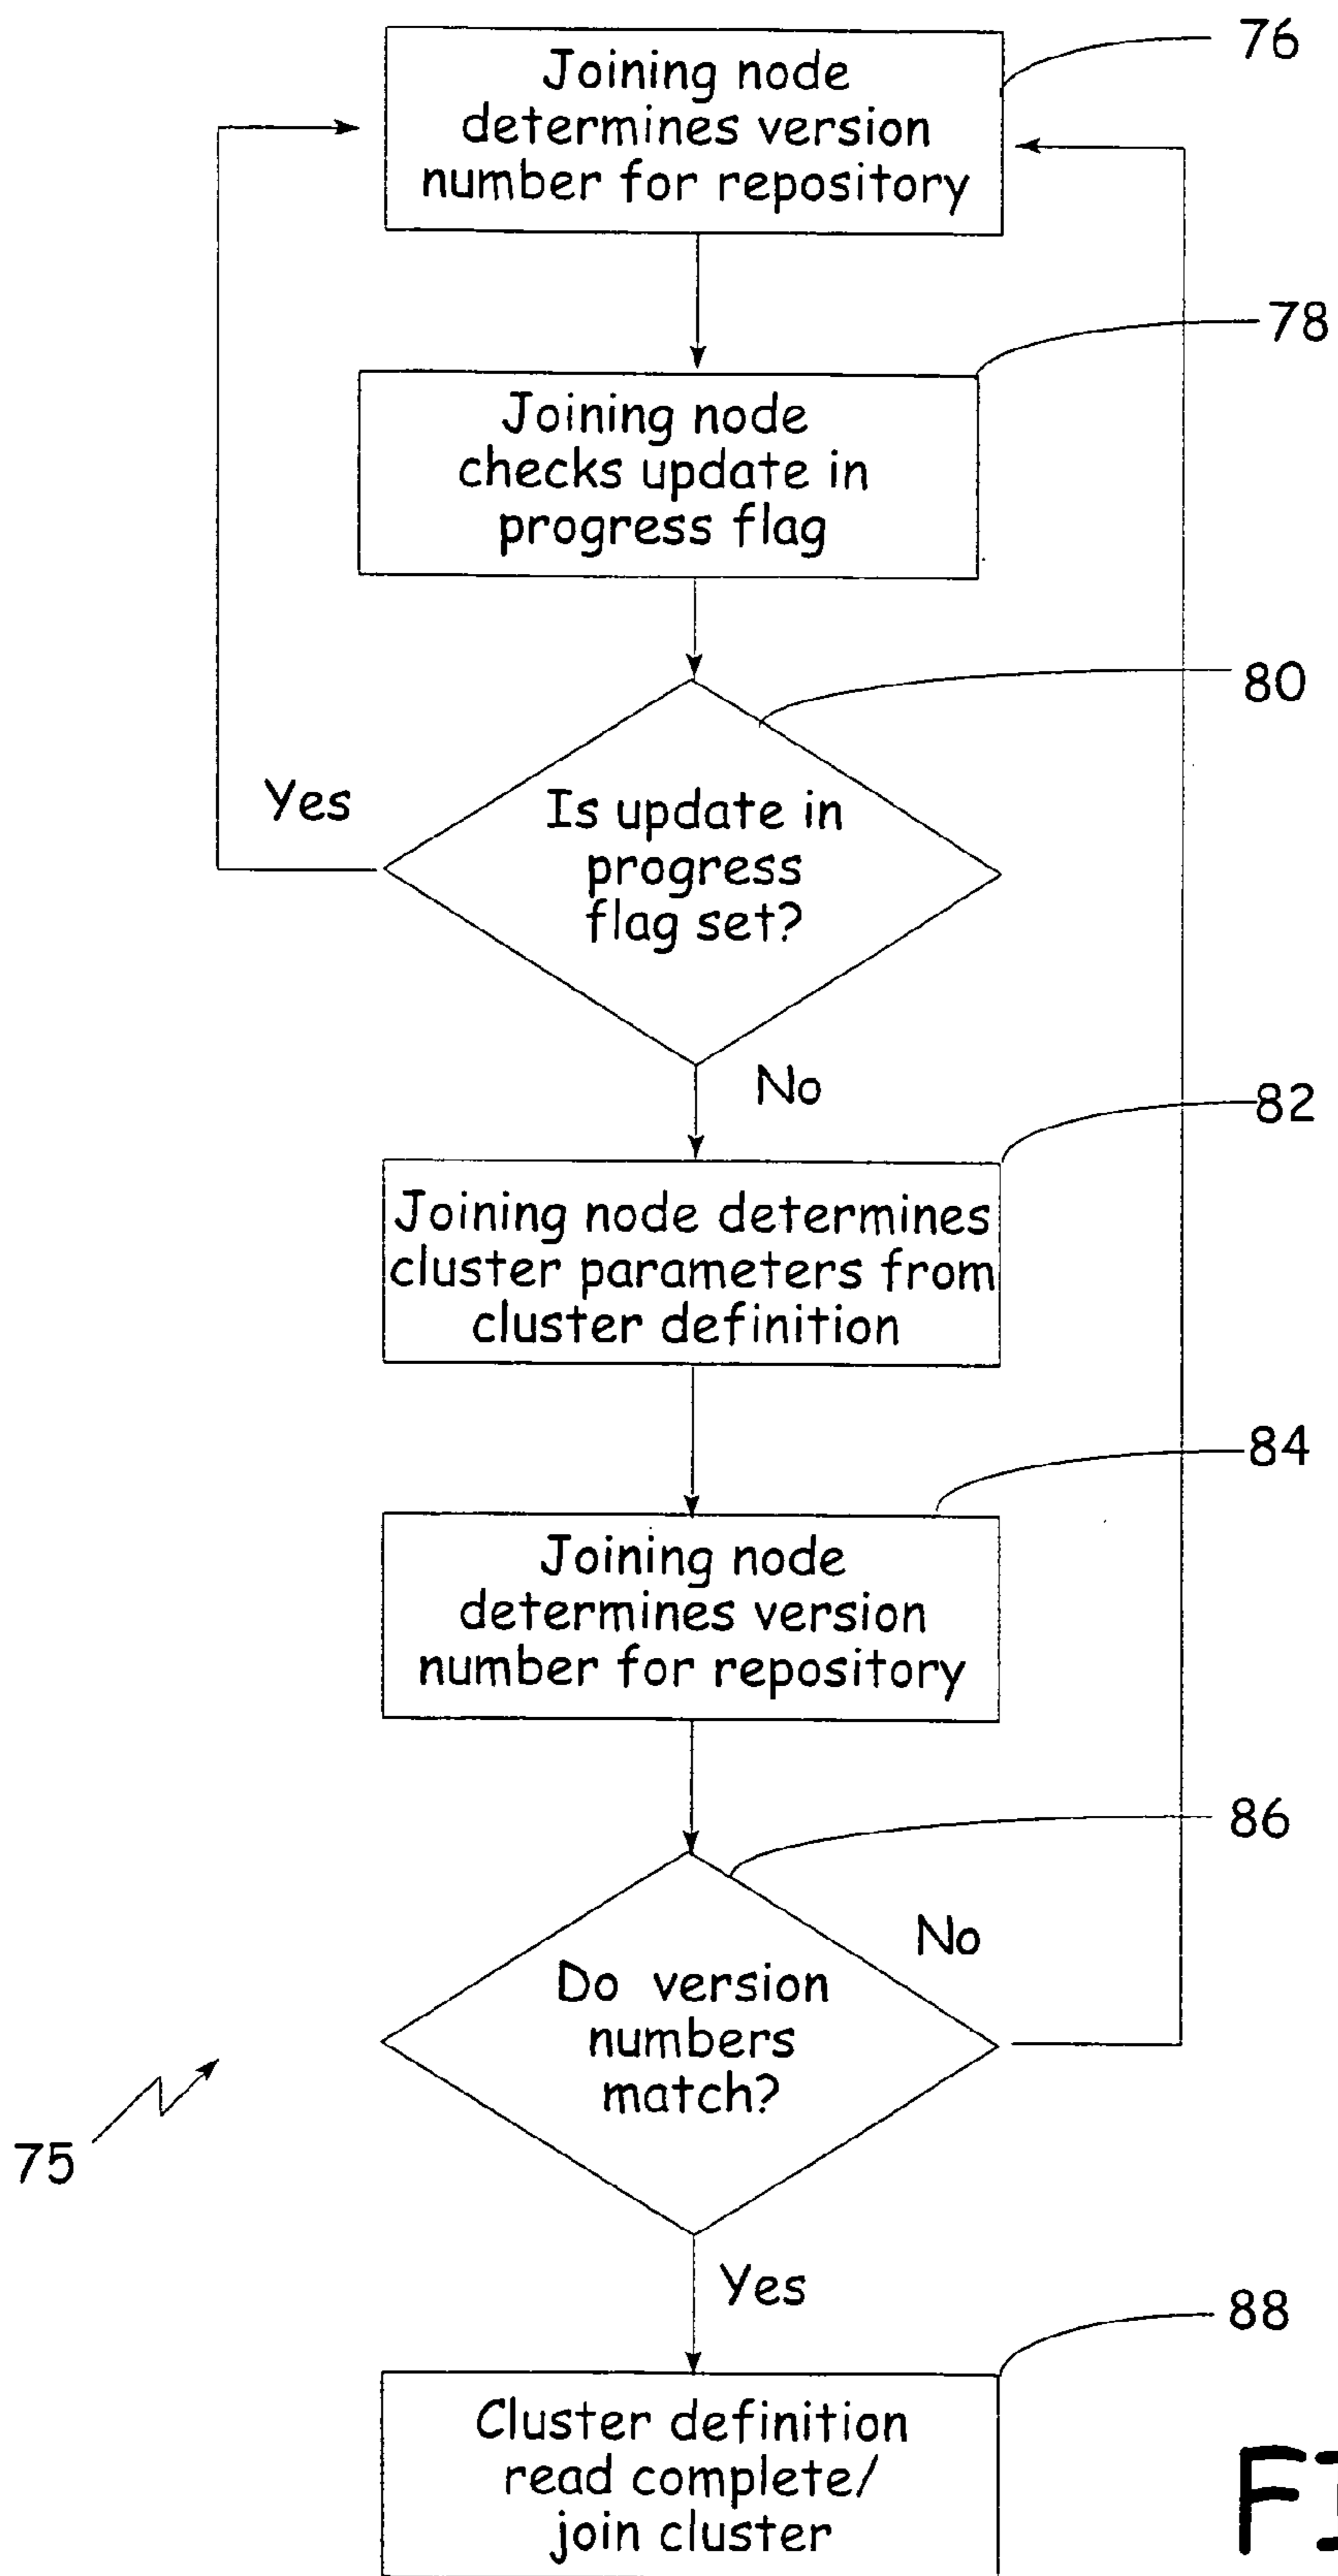 76
Joining node
determines version
number for repository
78
Joining node
checks update in
progress flag
80
Yes
Is update in
progress
flag set?
No
82
Joining node determines
cluster parameters from
cluster definition
84
Joining node
determines version
number for repository
86
No
Do version
numbers
match?
75
Yes
88
Cluster definition
read complete/
join cluster